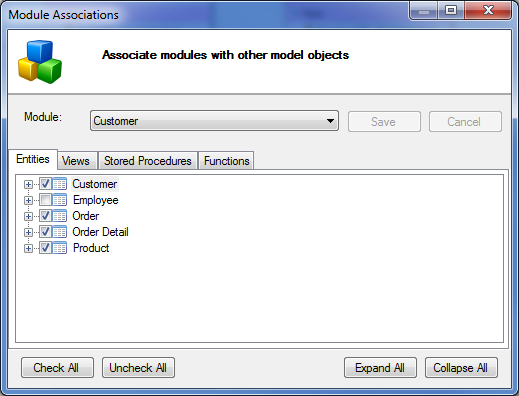 Module Associations
Associate modules with other model objects
Module: Customer Save Cancel
Entities Views Stored Procedures Functions
Customer
Employee
Order
Order Detail
Product
Check All Uncheck All Expand All Collapse All